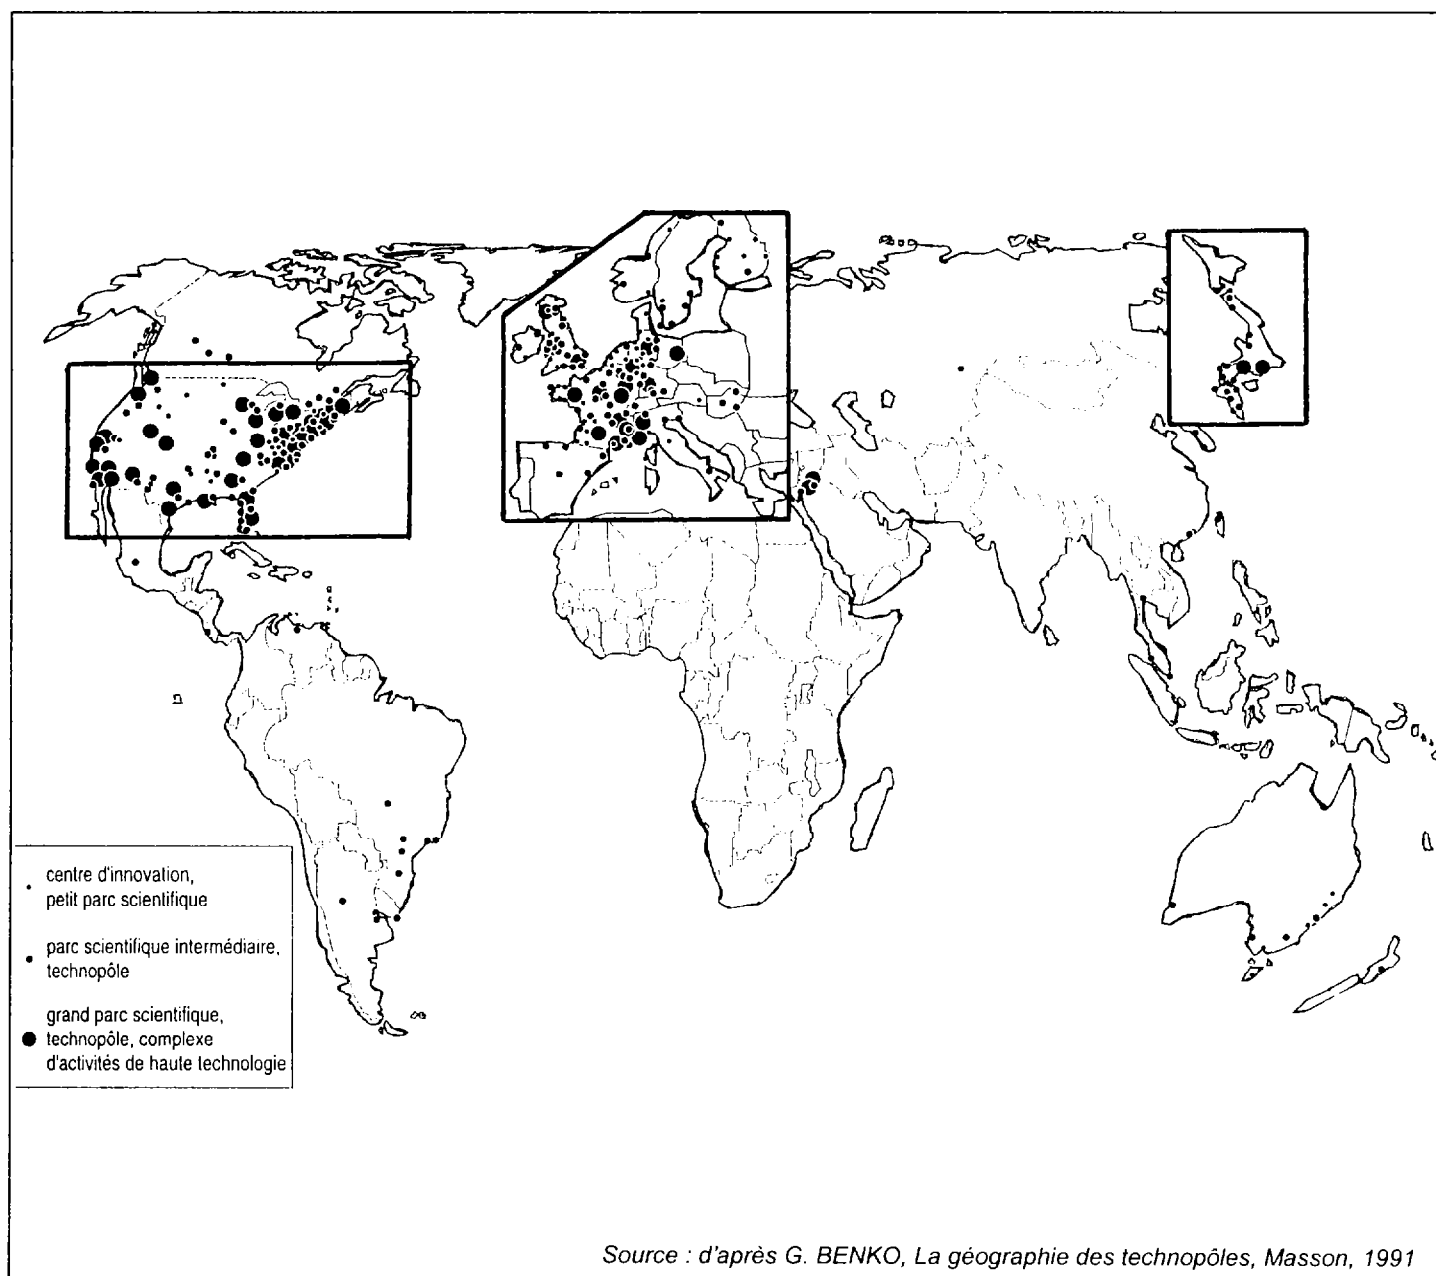 centre d'innovation,
petit parc scientifique
parc scientifique intermédiaire,
technopôle
grand parc scientifique,
technopôle, complexe
d'activités de haute technologie
Source : d'après G. BENKO, La géographie des technopôles, Masson, 1991